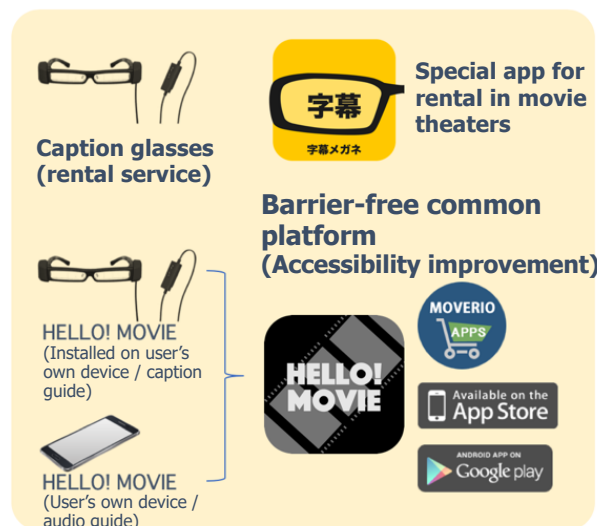 Caption glasses
(rental service)
字幕
字幕メガネ
Special app for
rental in movie
theaters
Barrier-free common
platform
(Accessibility improvement)
HELLO! MOVIE
(Installed on user's
own device / caption
guide)
HELLO! MOVIE
(User's own device /
audio guide)
HELLO!
MOVIE
MOVERIO
APPS
Available on the
App Store
ANDROID APP ON
Google play